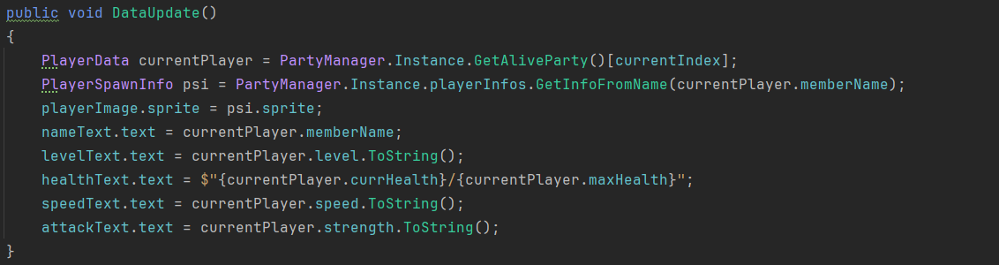 public void DataUpdate()
{
    PlayerData currentPlayer = PartyManager.Instance.GetAliveParty()[currentIndex];
    PlayerSpawnInfo psi = PartyManager.Instance.playerInfos.GetInfoFromName(currentPlayer.memberName);
    playerImage.sprite = psi.sprite;
    nameText.text = currentPlayer.memberName;
    levelText.text = currentPlayer.level.ToString();
    healthText.text = $"{currentPlayer.currHealth}/{currentPlayer.maxHealth}";
    speedText.text = currentPlayer.speed.ToString();
    attackText.text = currentPlayer.strength.ToString();
}